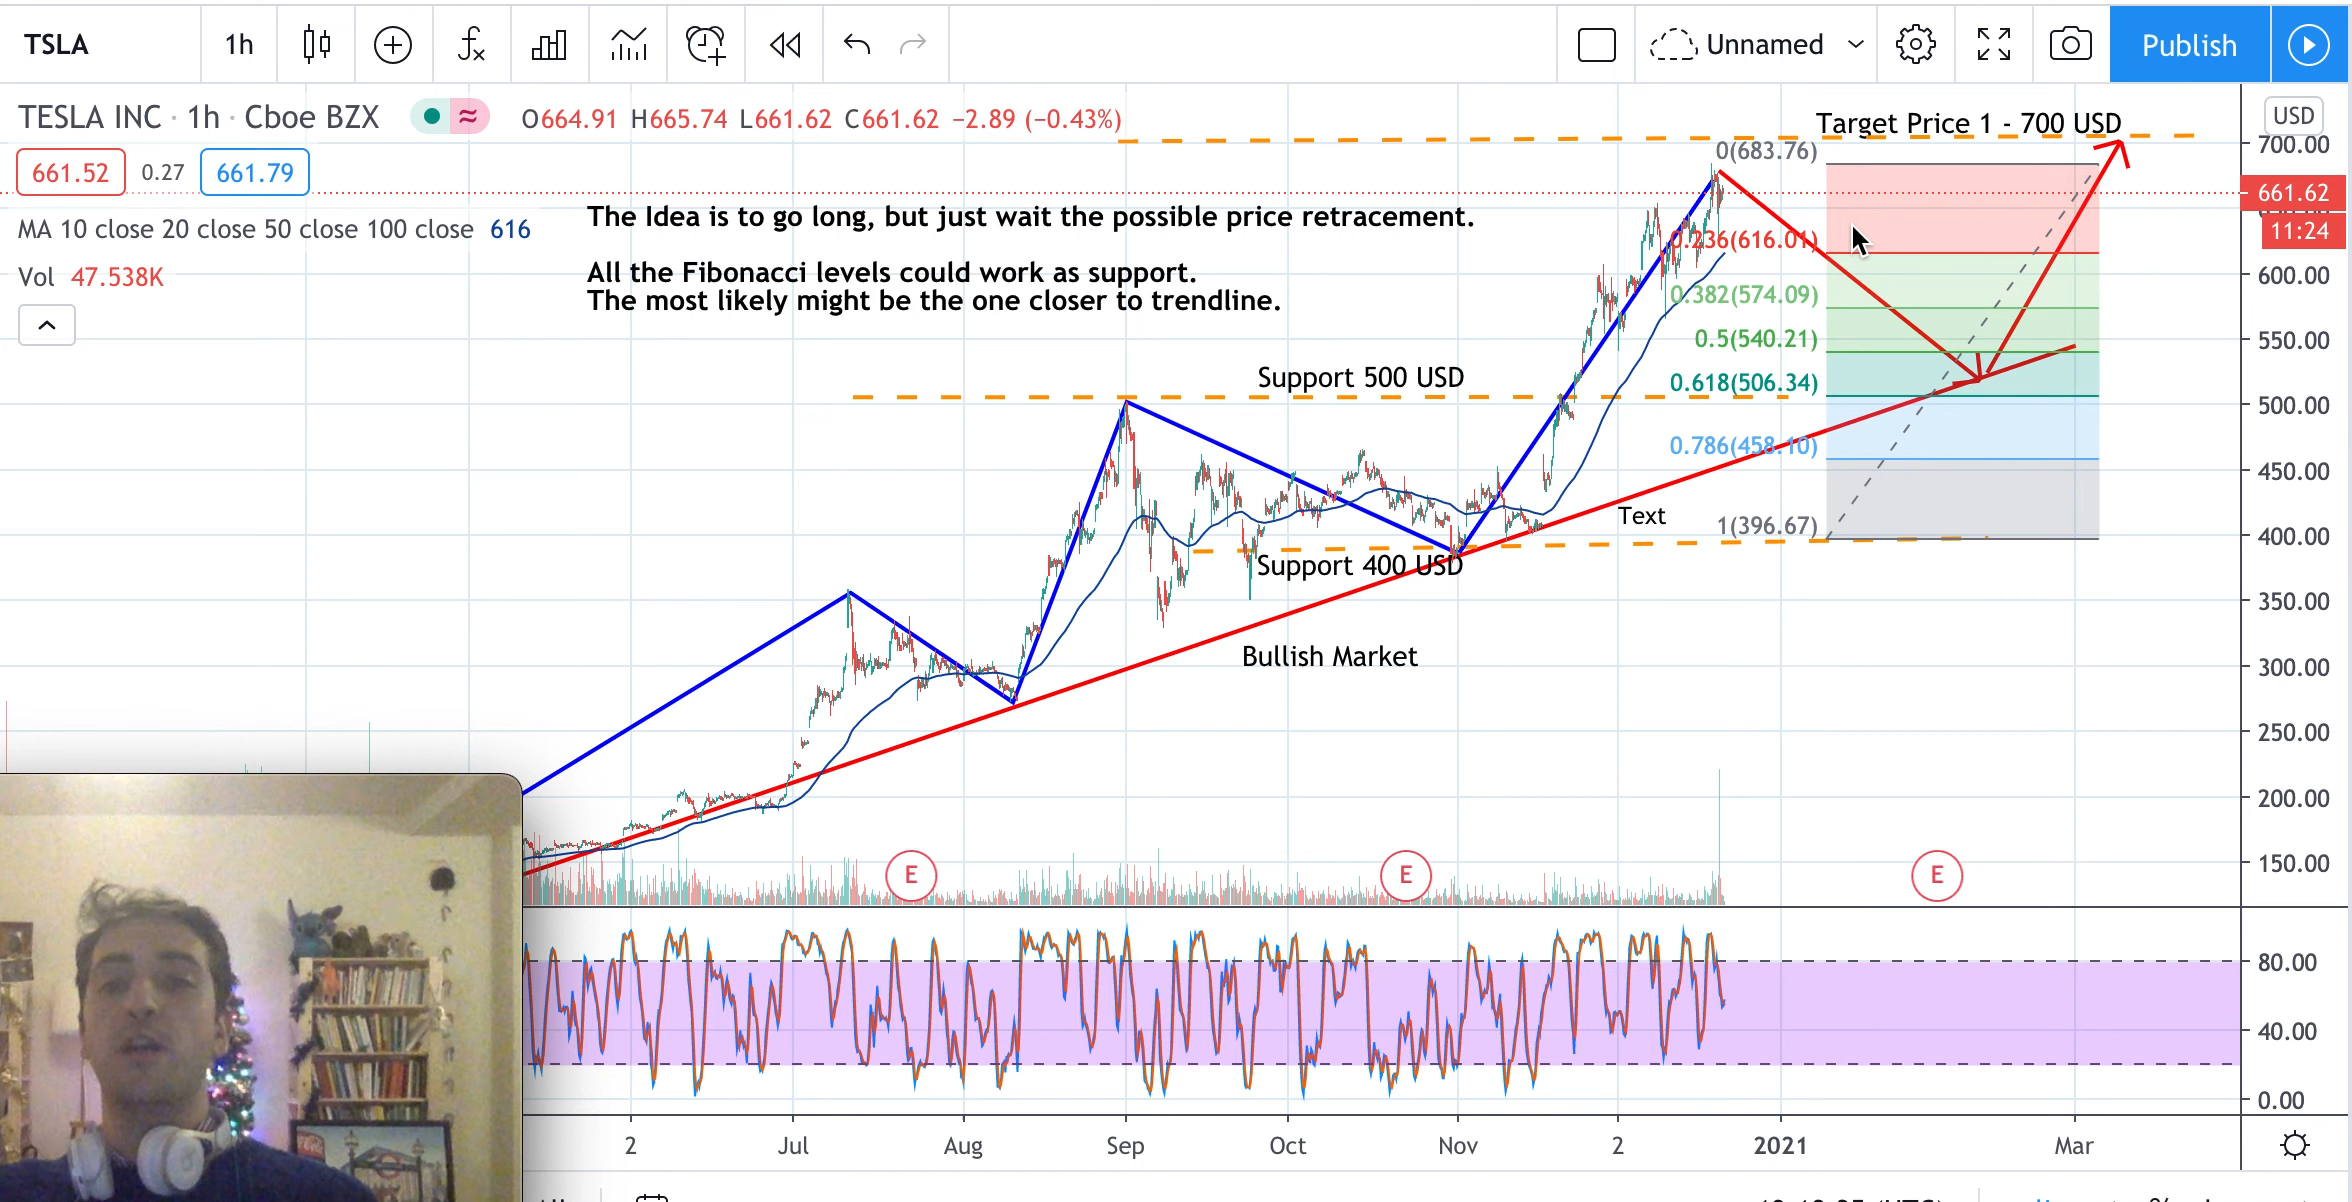 TSLA
1h
Unnamed
Publish
TESLA INC · 1h · Cboe BZX
O664.91 H665.74 L661.62 C661.62 −2.89 (−0.43%)
661.52
0.27
661.79
MA 10 close 20 close 50 close 100 close 616
Vol 47.538K
Target Price 1 - 700 USD
USD
700.00
0(683.76)
661.62
11:24
The Idea is to go long, but just wait the possible price retracement.
0.236(616.01)
All the Fibonacci levels could work as support.
The most likely might be the one closer to trendline.
600.00
0.382(574.09)
550.00
0.5(540.21)
Support 500 USD
0.618(506.34)
500.00
0.786(458.10)
450.00
Text
1(396.67)
400.00
Support 400 USD
350.00
Bullish Market
300.00
250.00
200.00
150.00
E
E
E
80.00
40.00
0.00
2
Jul
Aug
Sep
Oct
Nov
2
2021
Mar